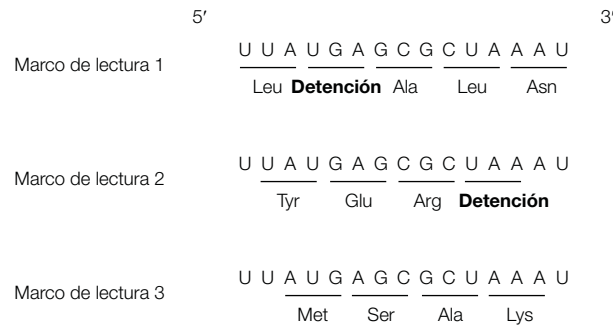 5′ 3′
Marco de lectura 1 U U A U G A G C G C U A A A U
Leu Detención Ala Leu Asn
Marco de lectura 2 U U A U G A G C G C U A A A U
Tyr Glu Arg Detención
Marco de lectura 3 U U A U G A G C G C U A A A U
Met Ser Ala Lys